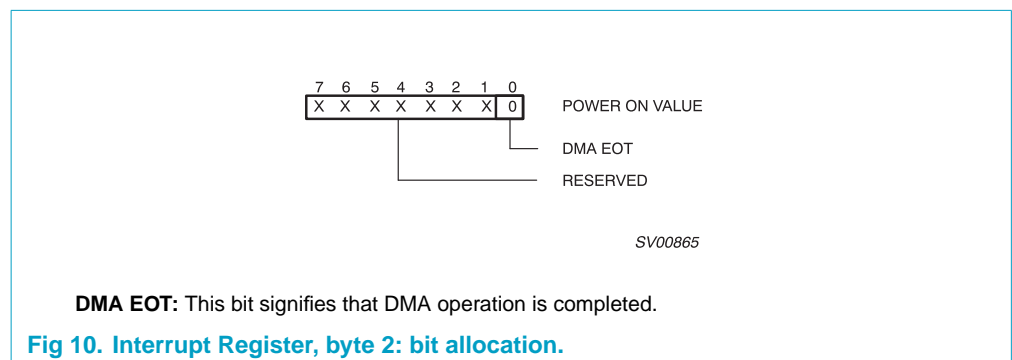 7 6 5 4 3 2 1 0
X X X X X X X 0 POWER ON VALUE
DMA EOT
RESERVED
SV00865
DMA EOT: This bit signifies that DMA operation is completed.
Fig 10. Interrupt Register, byte 2: bit allocation.